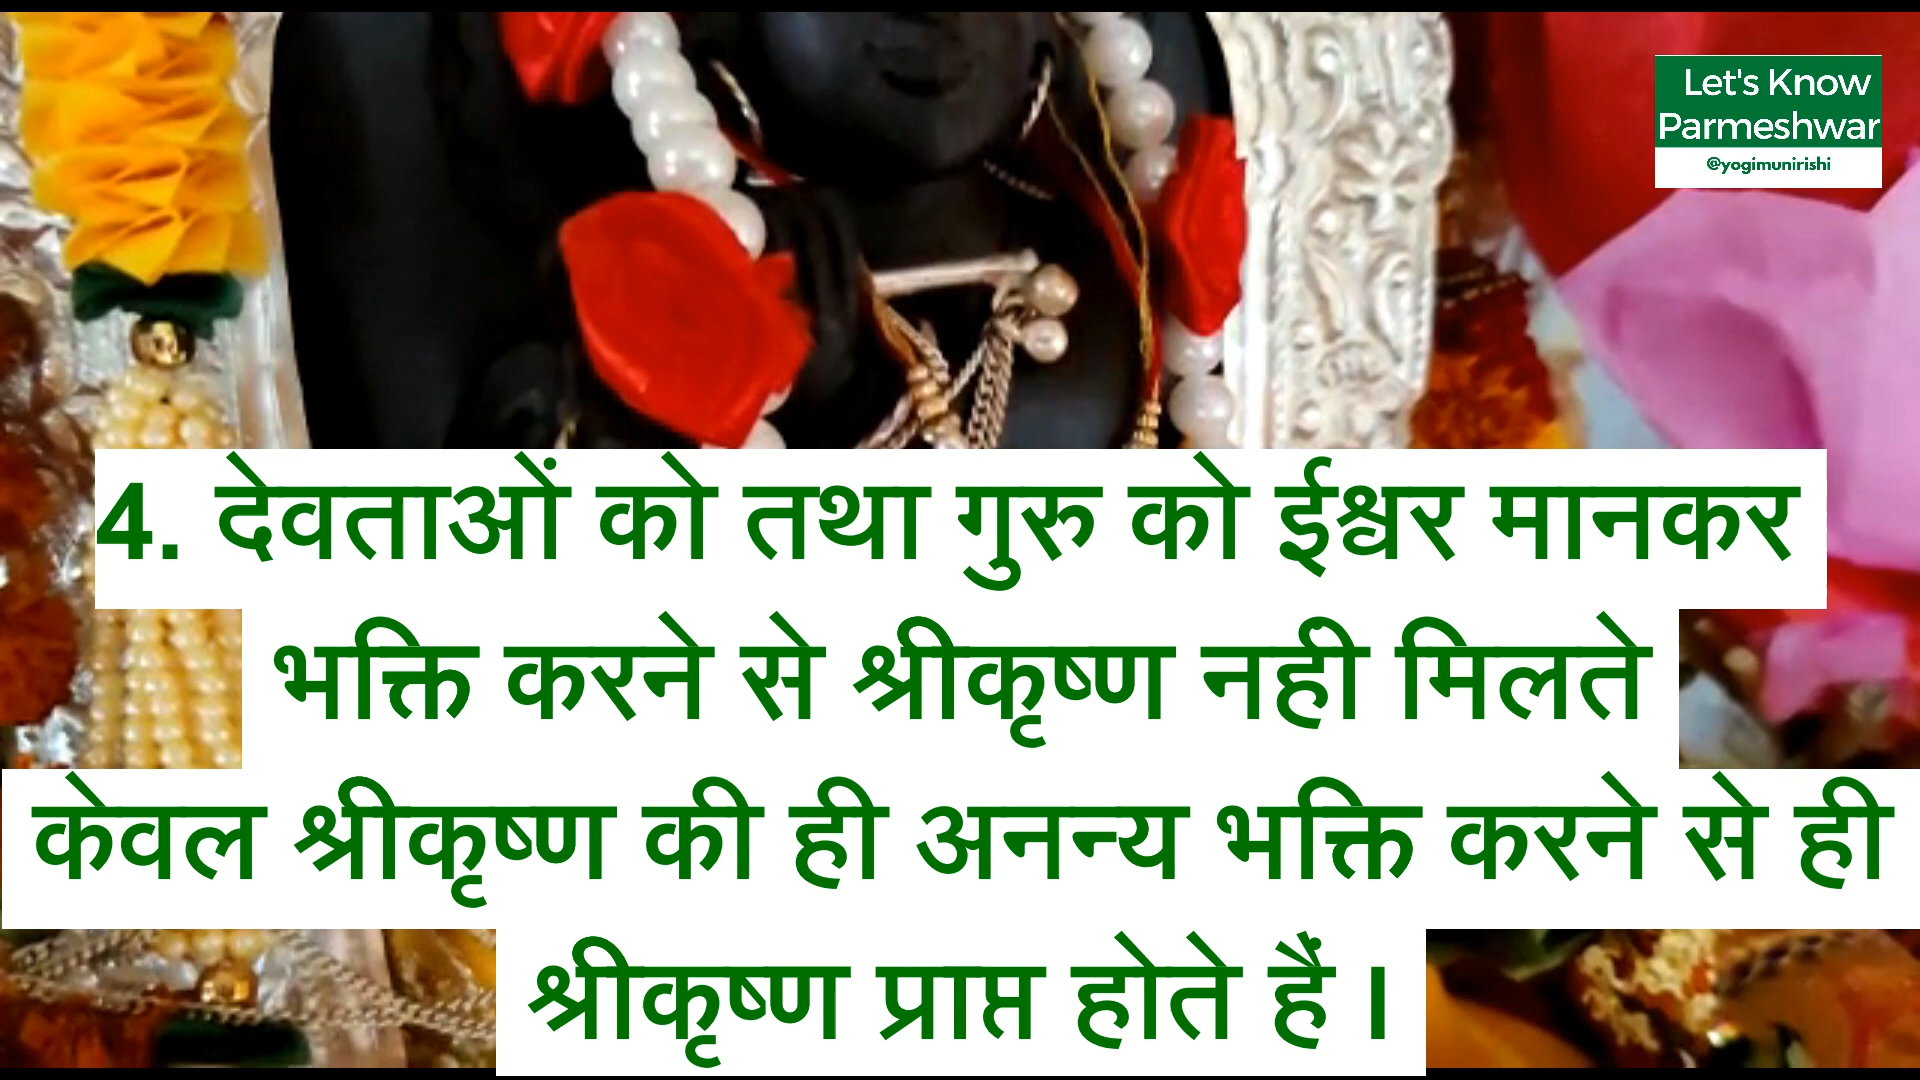 Let's Know
Parmeshwar
@yogimunirishi
4. देवताओं को तथा गुरु को ईश्वर मानकर
भक्ति करने से श्रीकृष्ण नही मिलते
केवल श्रीकृष्ण की ही अनन्य भक्ति करने से ही
श्रीकृष्ण प्राप्त होते हैं ।